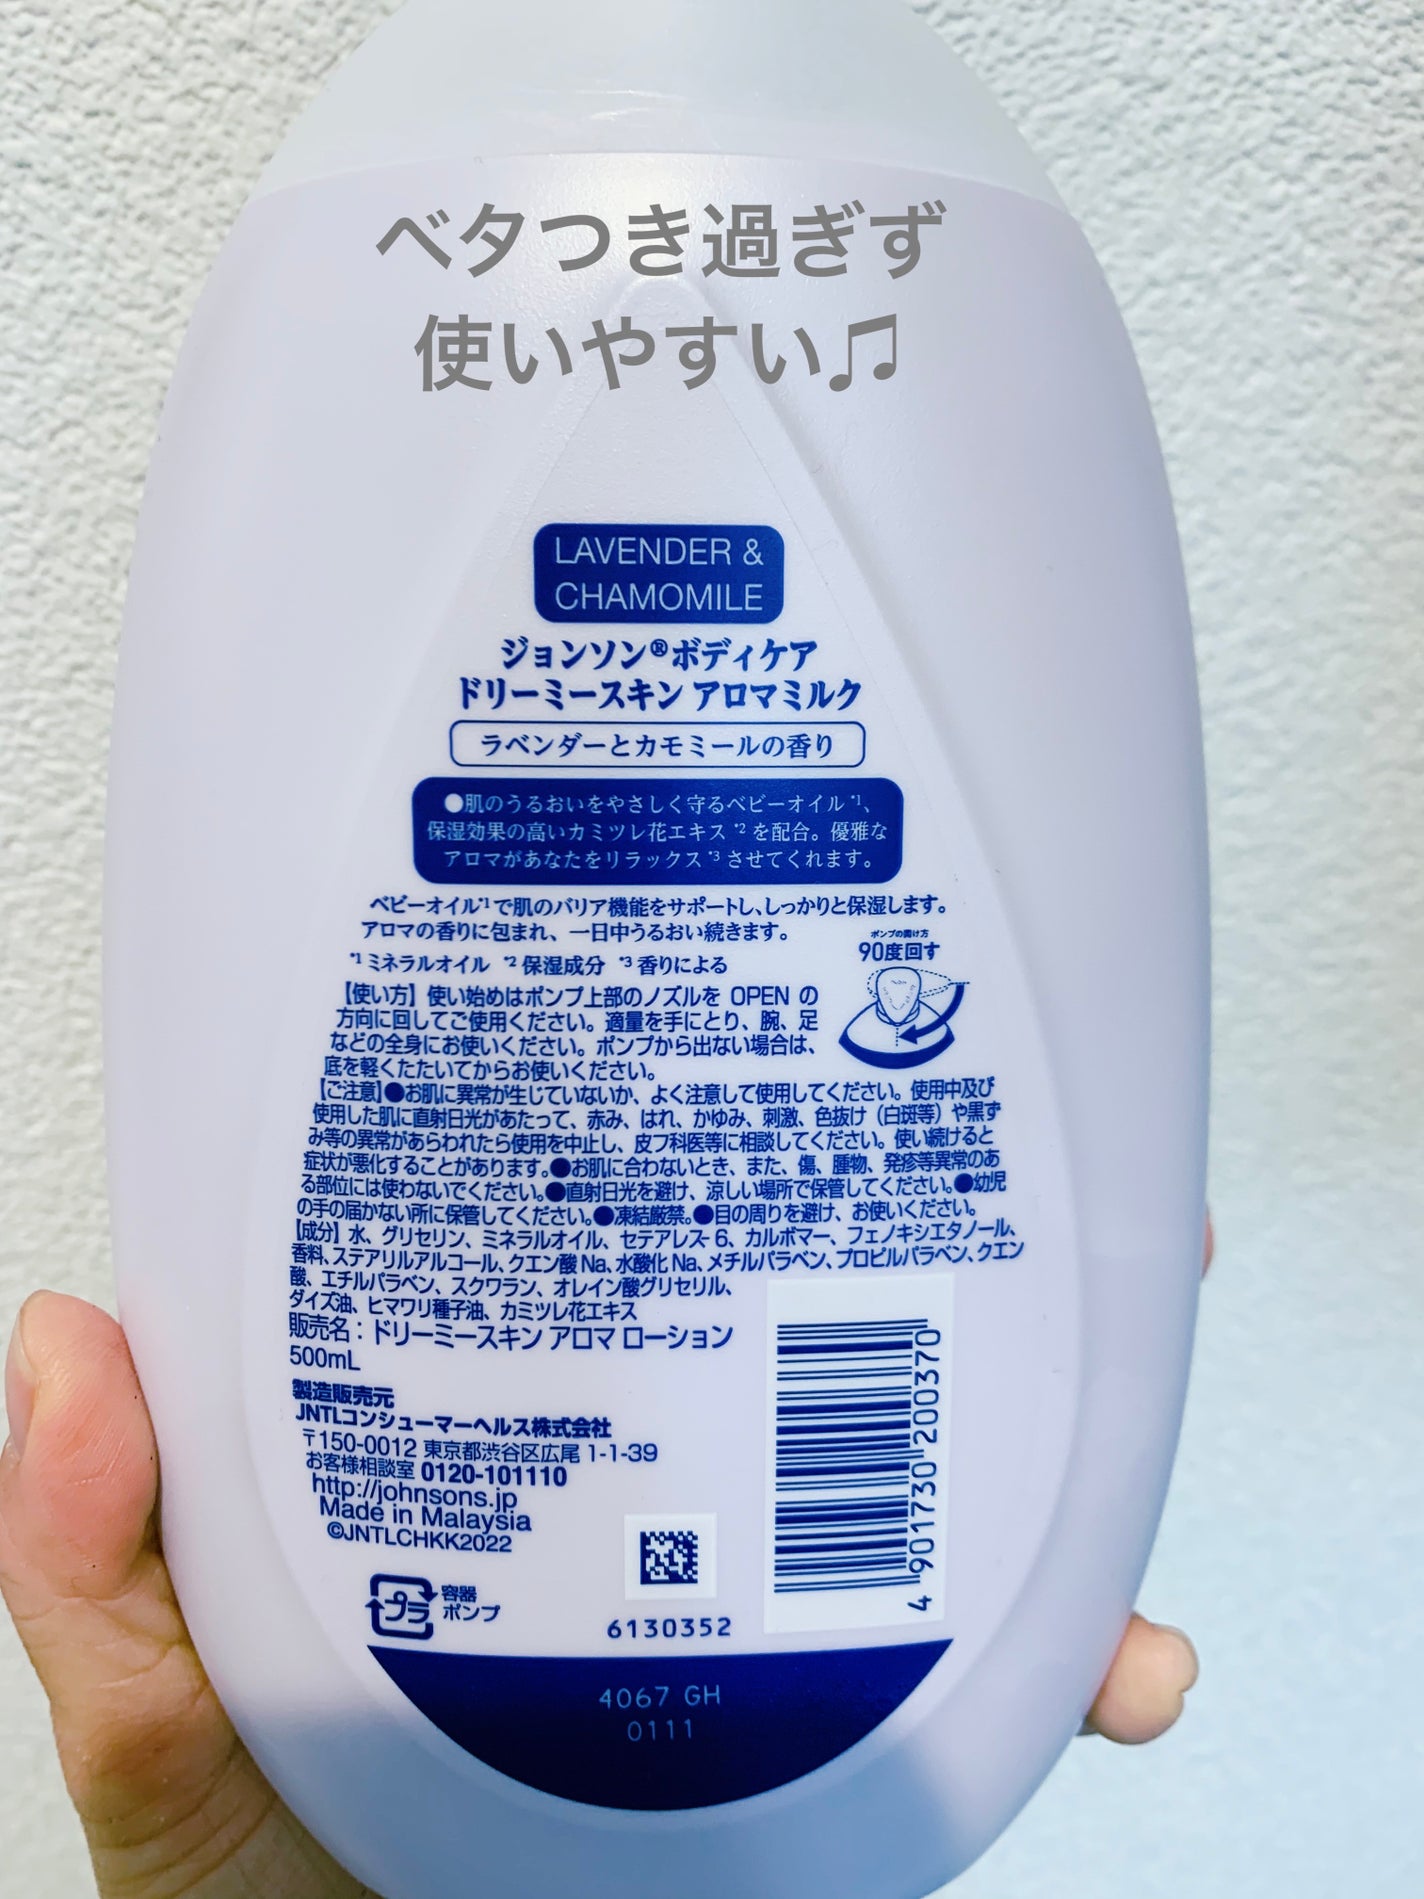 ベタつき過ぎず
使いやすい♫
LAVENDER &
CHAMOMILE
ジョンソン®ボディケア
ドリーミースキン アロマミルク
ラベンダーとカモミールの香り
●肌のうるおいをやさしく守るベビーオイル*1、
保湿効果の高いカミツレ花エキス*2を配合。優雅な
アロマがあなたをリラックス*3させてくれます。
ベビーオイル*1で肌のバリア機能をサポートし、しっかりと保湿します。
アロマの香りに包まれ、一日中うるおい続きます。
*1 ミネラルオイル *2 保湿成分 *3 香りによる
ポンプの開け方
90度回す
【使い方】使い始めはポンプ上部のノズルを OPEN の
方向に回してご使用ください。適量を手にとり、腕、足
などの全身にお使いください。ポンプから出ない場合は、
底を軽くたたいてからお使いください。
【ご注意】●お肌に異常が生じていないか、よく注意して使用してください。使用中及び
使用した肌に直射日光があたって、赤み、はれ、かゆみ、刺激、色抜け（白斑等）や黒ず
み等の異常があらわれたら使用を中止し、皮フ科医等に相談してください。使い続けると
症状が悪化することがあります。●お肌に合わないとき、また、傷、腫物、発疹等異常のあ
る部位には使わないでください。●直射日光を避け、涼しい場所で保管してください。●幼児
の手の届かない所に保管してください。●凍結厳禁。●目の周りを避け、お使いください。
【成分】水、グリセリン、ミネラルオイル、セテアレス-6、カルボマー、フェノキシエタノール、
香料、ステアリルアルコール、クエン酸Na、水酸化Na、メチルパラベン、プロピルパラベン、クエン
酸、エチルパラベン、スクワラン、オレイン酸グリセリル、
ダイズ油、ヒマワリ種子油、カミツレ花エキス
販売名：ドリーミースキン アロマ ローション
500mL
製造販売元
JNTLコンシューマーヘルス株式会社
〒150-0012 東京都渋谷区広尾 1-1-39
お客様相談室 0120-101110
http://johnsons.jp
Made in Malaysia
©JNTLCHKK2022
プラ
容器
ポンプ
6130352
4 901730 200370
4067 GH
0111